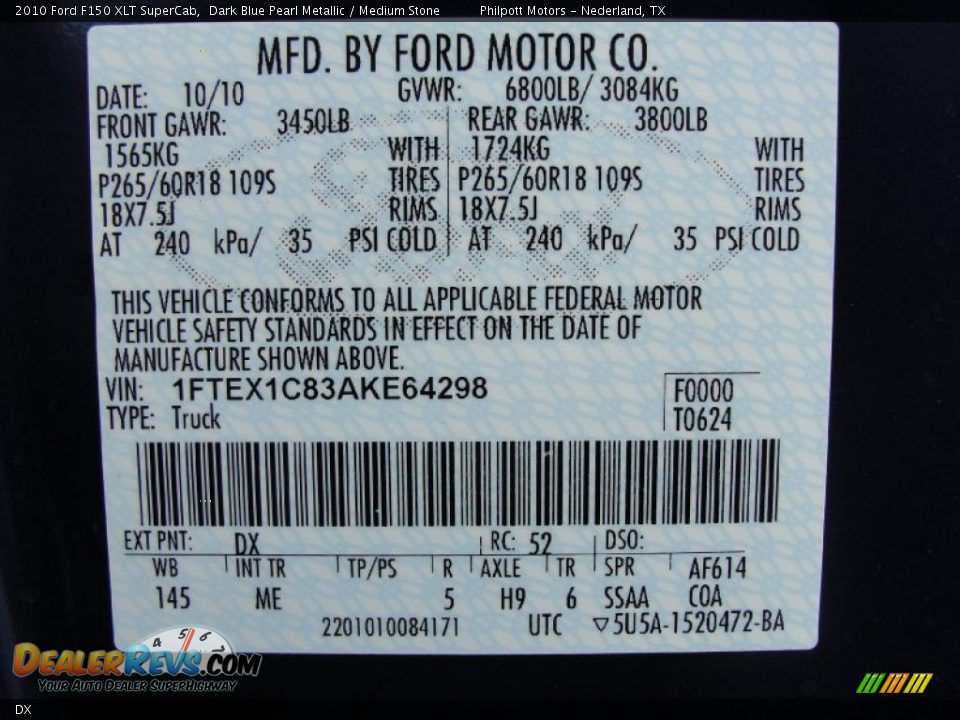 2010 Ford F150 XLT SuperCab, Dark Blue Pearl Metallic / Medium Stone Philpott Motors - Nederland, TX
MFD. BY FORD MOTOR CO.
DATE: 10/10 GVWR: 6800LB/ 3084KG
FRONT GAWR: 3450LB REAR GAWR: 3800LB
1565KG WITH 1724KG WITH
P265/60R18 109S TIRES P265/60R18 109S TIRES
18X7.5J RIMS 18X7.5J RIMS
AT 240 kPa/ 35 PSI COLD AT 240 kPa/ 35 PSI COLD
THIS VEHICLE CONFORMS TO ALL APPLICABLE FEDERAL MOTOR
VEHICLE SAFETY STANDARDS IN EFFECT ON THE DATE OF
MANUFACTURE SHOWN ABOVE.
VIN: 1FTEX1C83AKE64298 F0000
TYPE: Truck T0624
EXT PNT: DX RC: 52 DSO:
WB INT TR TP/PS R AXLE TR SPR AF614
145 ME 5 H9 6 SSAA COA
2201010084171 UTC ▽5U5A-1520472-BA
4 5 6 7
DEALERREVS.COM
YOUR AUTO DEALER SUPERHIGHWAY
DX